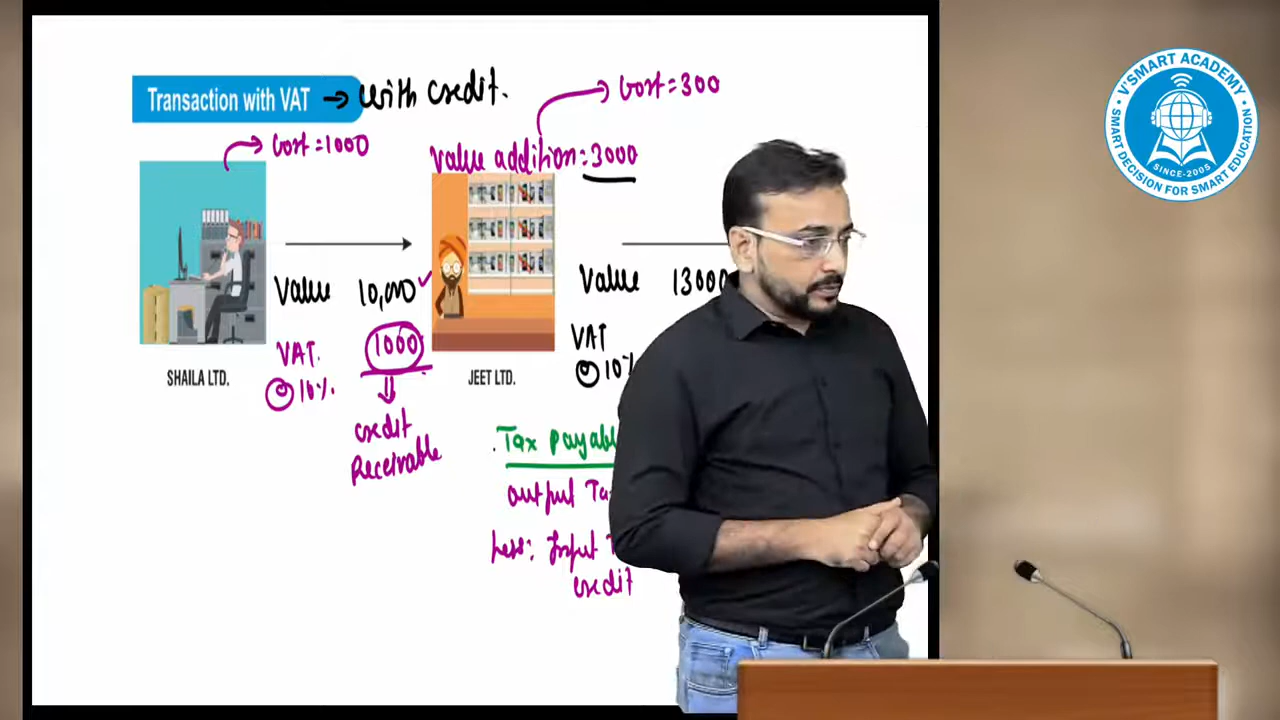 Transaction with VAT → with credit.
Cost = 300
Cost = 1000
Value addition = 3000
Value 10,000 ✓
Value 13000
VAT @ 10%. 1000
VAT @ 10%
SHAILA LTD.
JEET LTD.
credit
Receivable
Tax payabl
output Ta
Less: Input T
credit
V'SMART ACADEMY
SINCE-2005
SMART DECISION FOR SMART EDUCATION